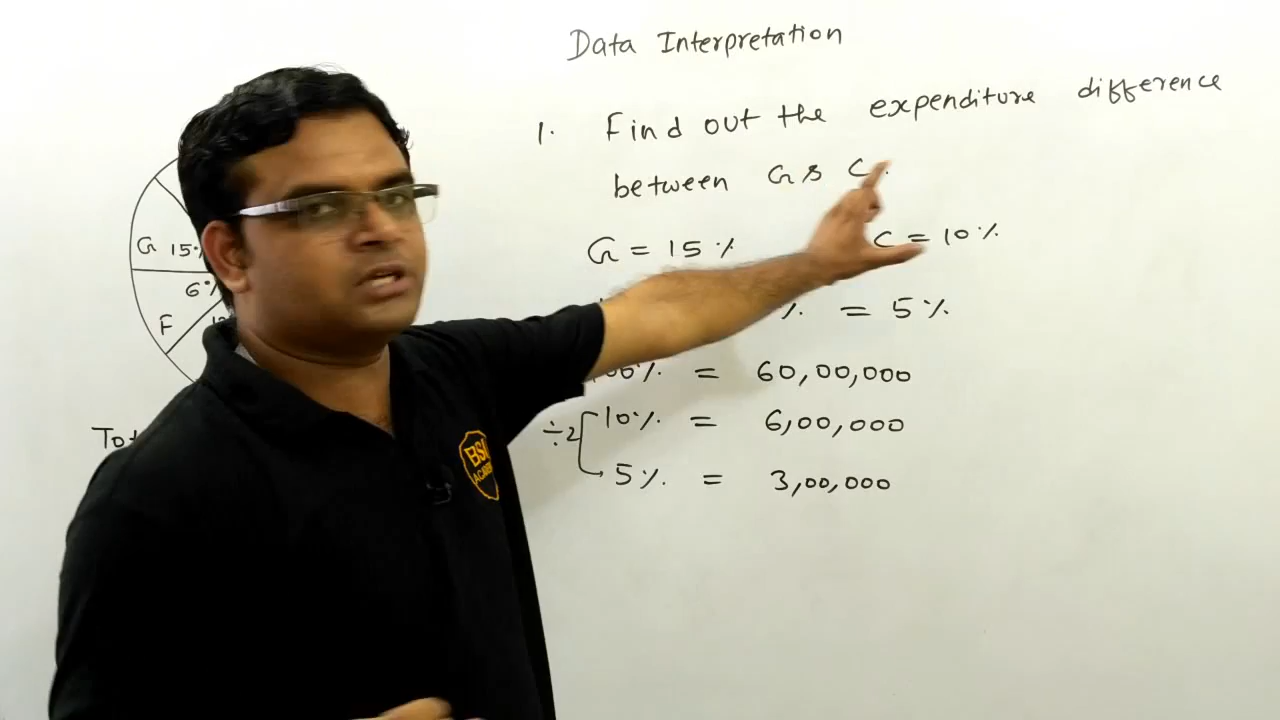 Data Interpretation
1. Find out the expenditure difference
between G & C.
G = 15% C = 10%
% = 5%
100% = 60,00,000
÷2 10% = 6,00,000
5% = 3,00,000
G 15%
6%
F